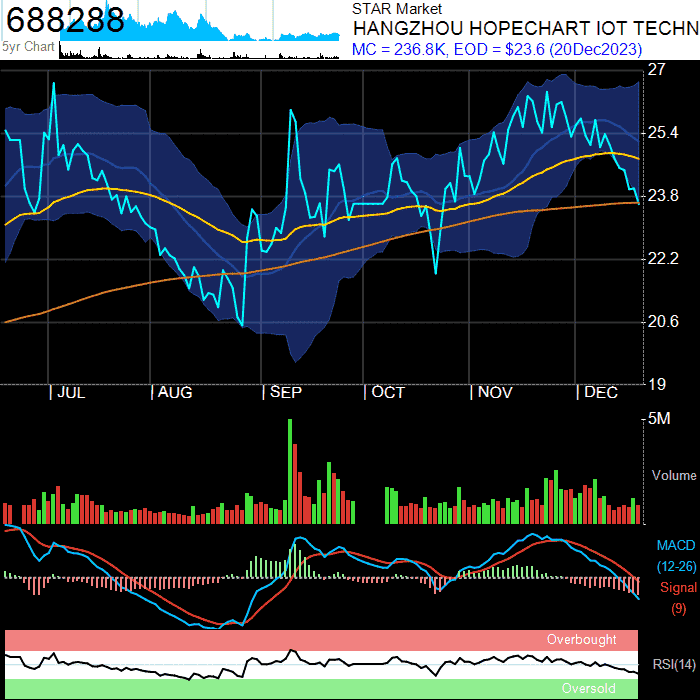 688288
5yr Chart
STAR Market
HANGZHOU HOPECHART IOT TECHN
MC = 236.8K, EOD = $23.6 (20Dec2023)
27
25.4
23.8
22.2
20.6
19
JUL
AUG
SEP
OCT
NOV
DEC
5M
Volume
MACD
(12-26)
Signal
(9)
Overbought
RSI(14)
Oversold